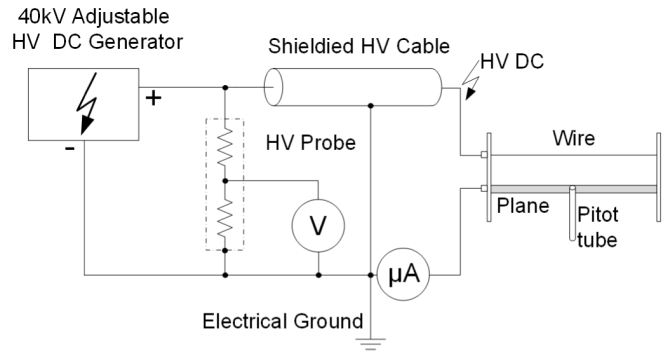 40kV Adjustable
HV DC Generator
Shieldied HV Cable
HV DC
+
-
HV Probe
Wire
V
Plane
Pitot
tube
µA
Electrical Ground